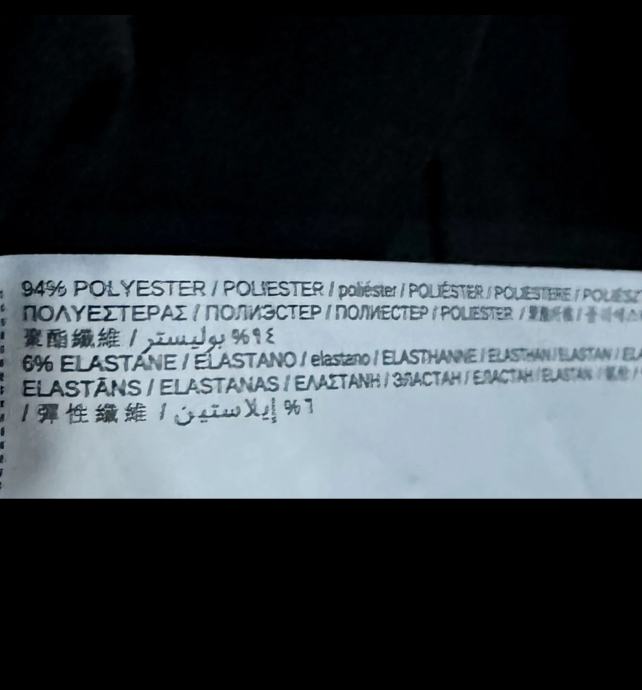 94% POLYESTER / POLIESTER / poliéster / POLIÉSTER / POLIESTERE /
ΠΟΛΥΕΣΤΕΡΑΣ / ПОЛИЭСТЕР / ПОЛИЕСТЕР / POLIESTER /
聚酯纖維 / بوليستر %٩٤
6% ELASTANE / ELASTANO / elastano / ELASTHANNE / ELASTHAN / ELASTAN /
ELASTĀNS / ELASTANAS / ΕΛΑΣΤΑΝΗ / ЭЛАСТАН / ЕЛАСТАН / ELASTAN /
/ 彈性纖維 / إيلاستين %٦